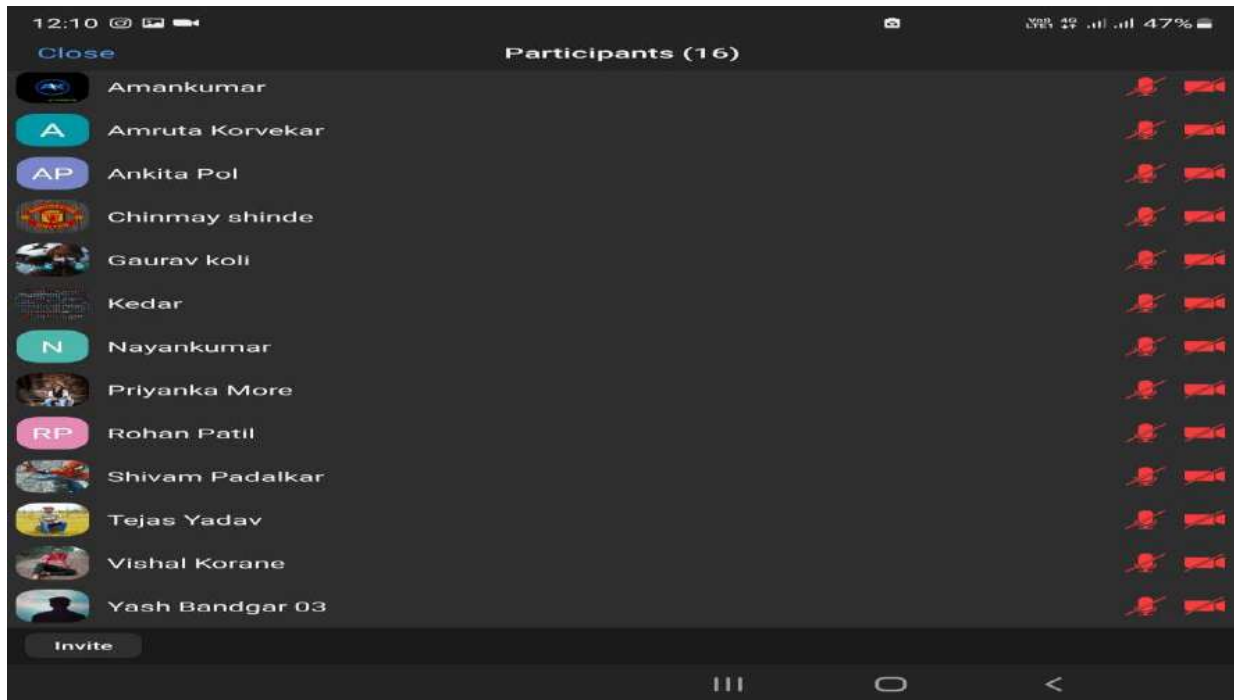 12:10 47%
Close Participants (16)
Amankumar
A Amruta Korvekar
AP Ankita Pol
Chinmay shinde
Gaurav koli
Kedar
N Nayankumar
Priyanka More
RP Rohan Patil
Shivam Padalkar
Tejas Yadav
Vishal Korane
Yash Bandgar 03
Invite